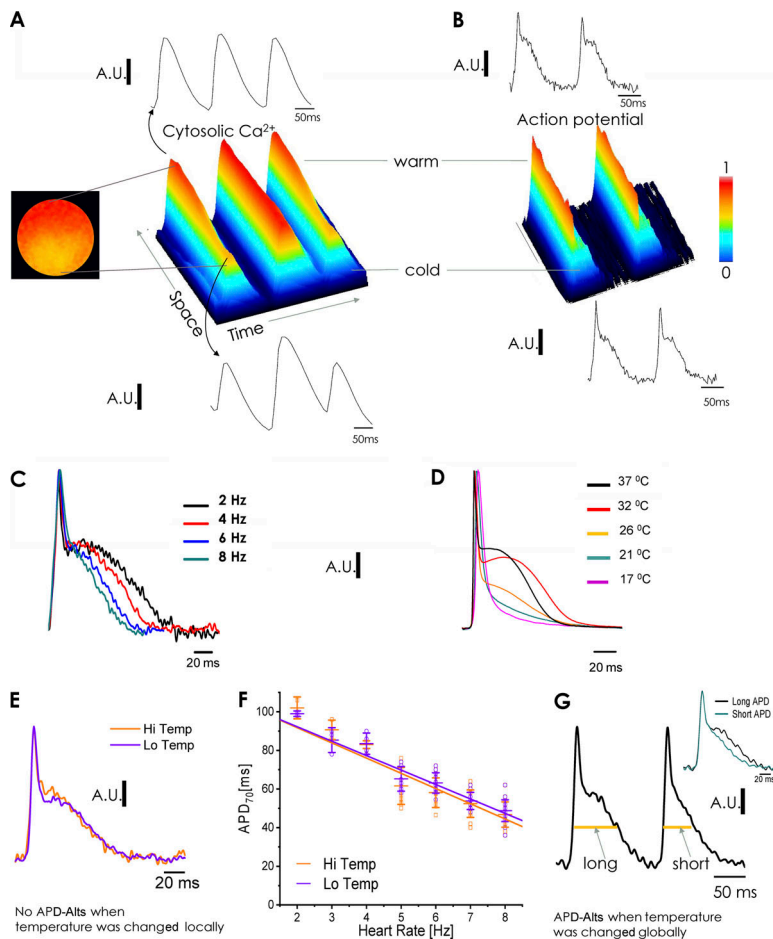 A
B
A.U.
50ms
A.U.
50ms
Cytosolic Ca²⁺
Action potential
warm
1
cold
0
Space
Time
A.U.
50ms
A.U.
50ms
C
2 Hz
4 Hz
6 Hz
8 Hz
20 ms
A.U.
D
37 ⁰C
32 ⁰C
26 ⁰C
21 ⁰C
17 ⁰C
20 ms
E
Hi Temp
Lo Temp
A.U.
20 ms
No APD-Alts when
temperature was changed locally
F
100
80
60
40
20
0
APD₇₀[ms]
Hi Temp
Lo Temp
2 3 4 5 6 7 8
Heart Rate [Hz]
G
Long APD
Short APD
20 ms
A.U.
long
short
50 ms
APD-Alts when temperature
was changed globally